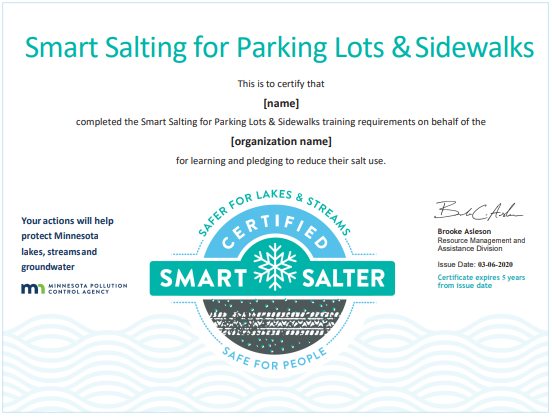 Smart Salting for Parking Lots & Sidewalks
This is to certify that
[name]
completed the Smart Salting for Parking Lots & Sidewalks training requirements on behalf of the
[organization name]
for learning and pledging to reduce their salt use.
Your actions will help
protect Minnesota
lakes, streams and
groundwater
mn MINNESOTA POLLUTION
CONTROL AGENCY
SAFER FOR LAKES & STREAMS
CERTIFIED
SMART SALTER
SAFE FOR PEOPLE
Brooke Asleson
Resource Management and
Assistance Division
Issue Date: 03-06-2020
Certificate expires 5 years
from issue date